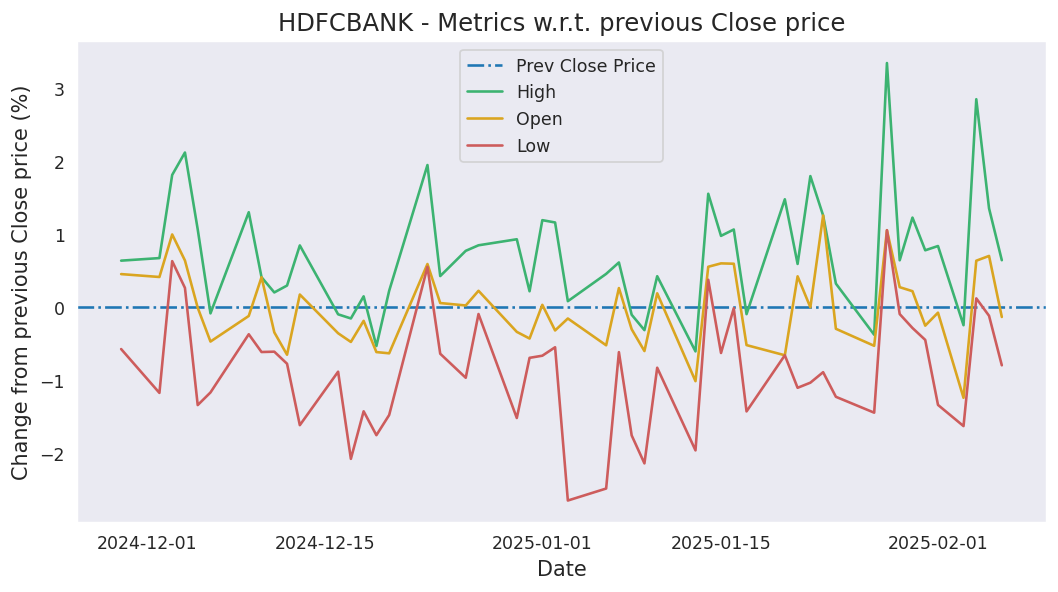 HDFCBANK - Metrics w.r.t. previous Close price
Prev Close Price
High
Open
Low
Change from previous Close price (%)
3
2
1
0
−1
−2
2024-12-01
2024-12-15
2025-01-01
2025-01-15
2025-02-01
Date